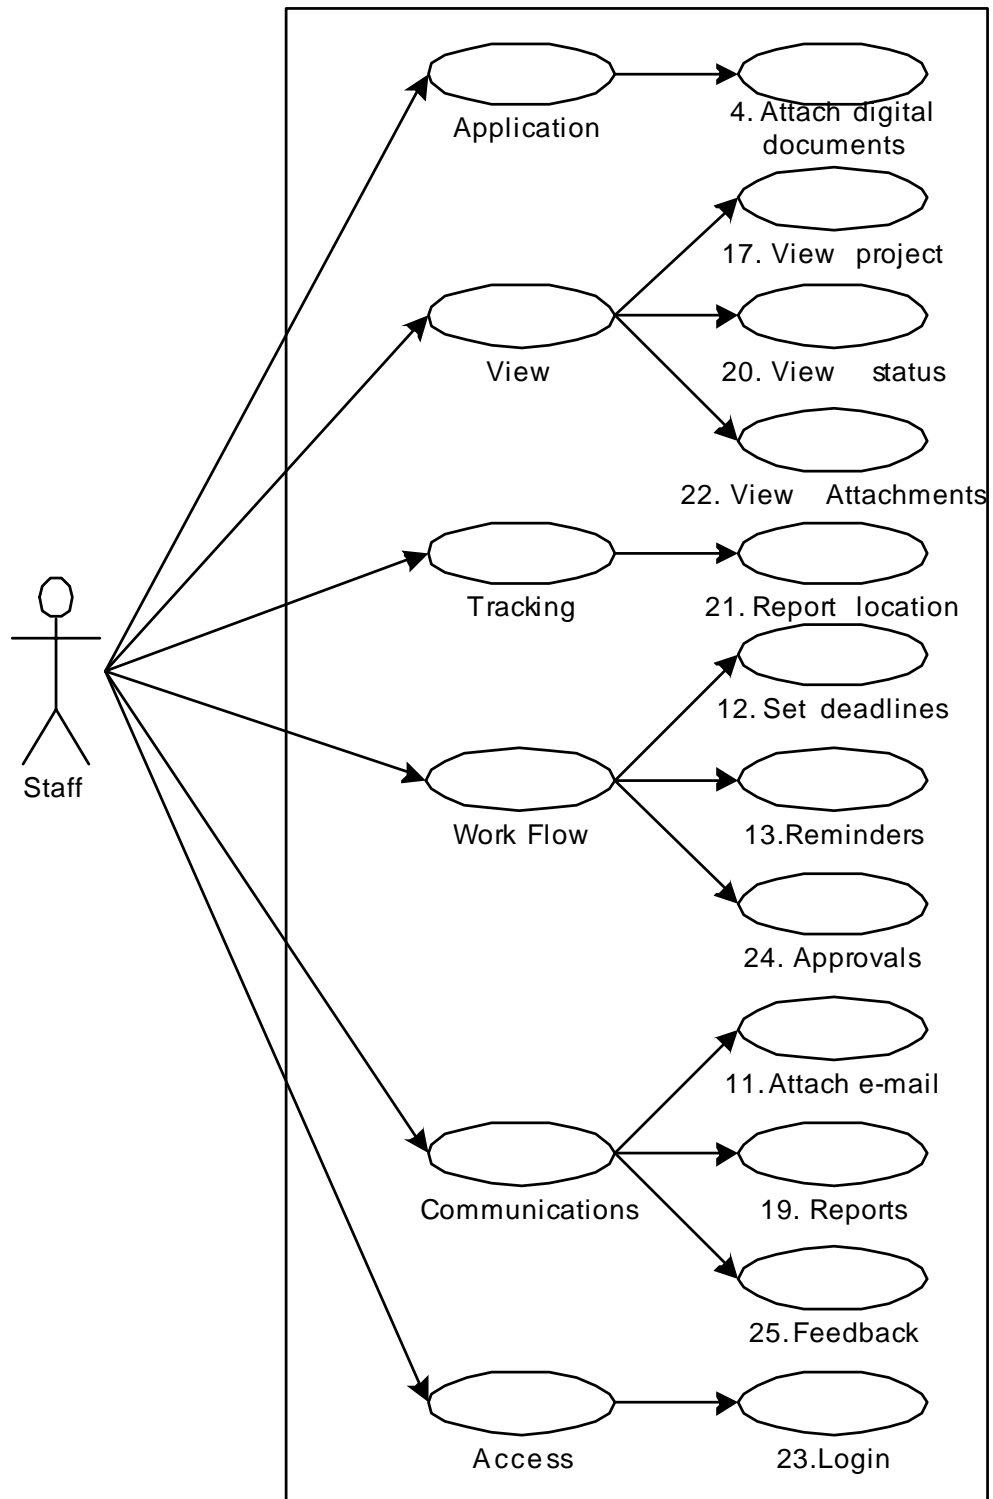 Application
4. Attach digital
documents
17. View project
View
20. View status
22. View Attachments
Tracking
21. Report location
Staff
12. Set deadlines
Work Flow
13.Reminders
24. Approvals
11. Attach e-mail
Communications
19. Reports
25.Feedback
Access
23.Login